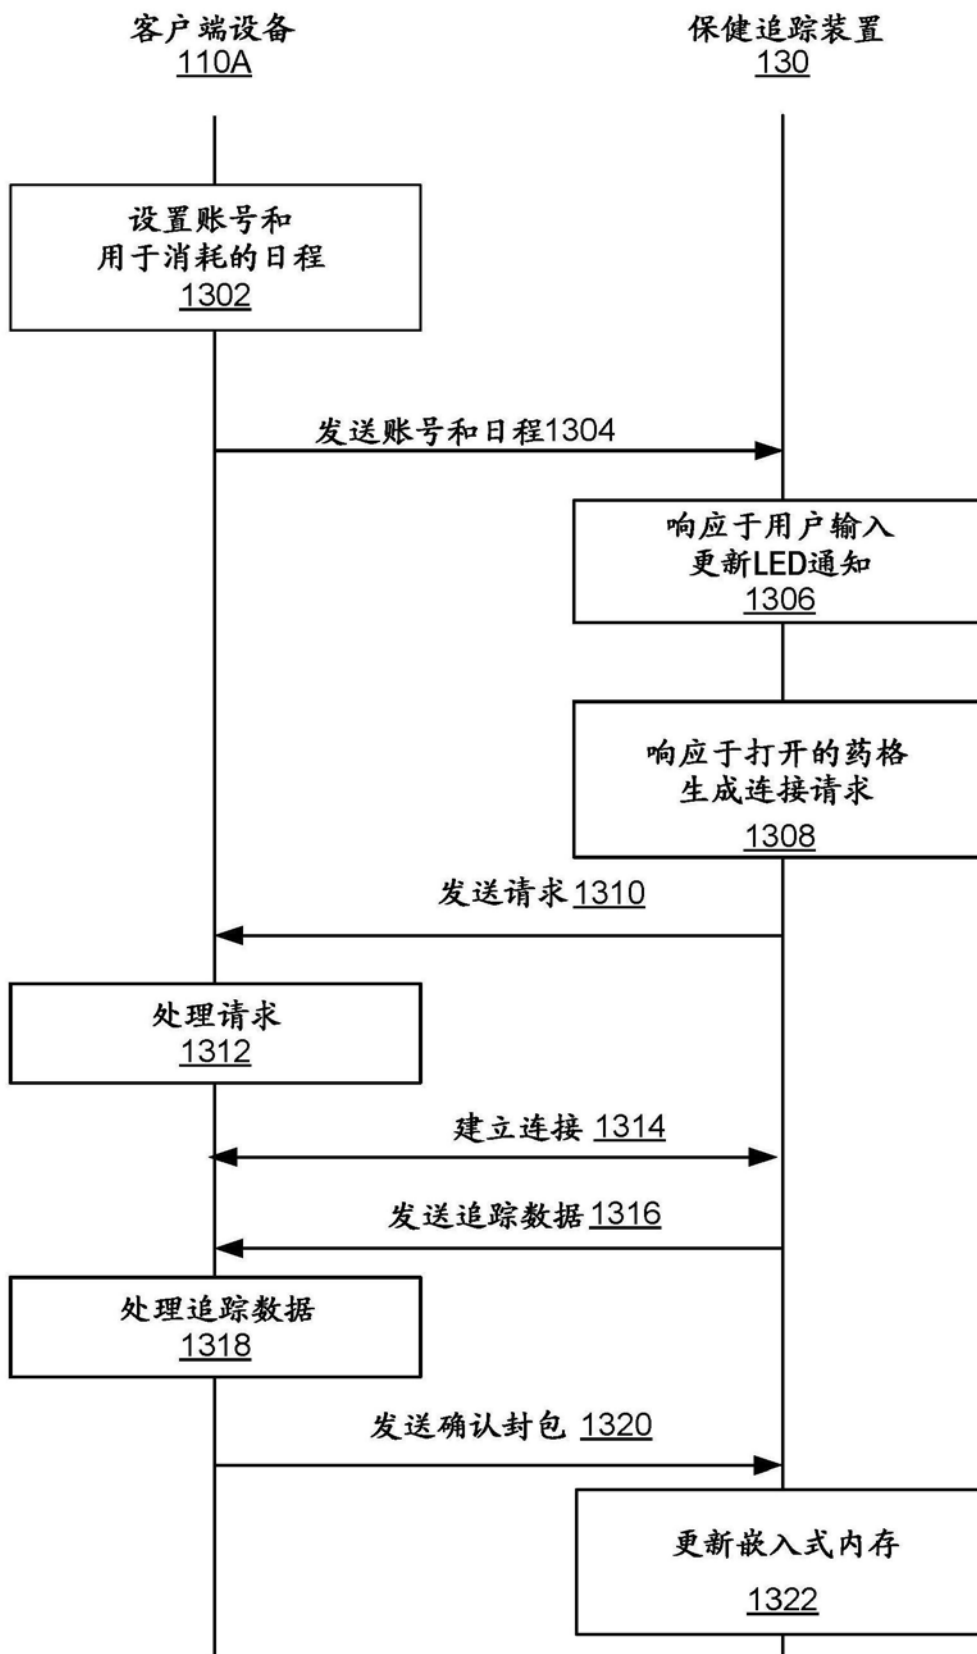 客户端设备
110A
保健追踪装置
130
设置账号和
用于消耗的日程
1302
发送账号和日程1304
响应于用户输入
更新LED通知
1306
响应于打开的药格
生成连接请求
1308
发送请求1310
处理请求
1312
建立连接 1314
发送追踪数据1316
处理追踪数据
1318
发送确认封包 1320
更新嵌入式内存
1322